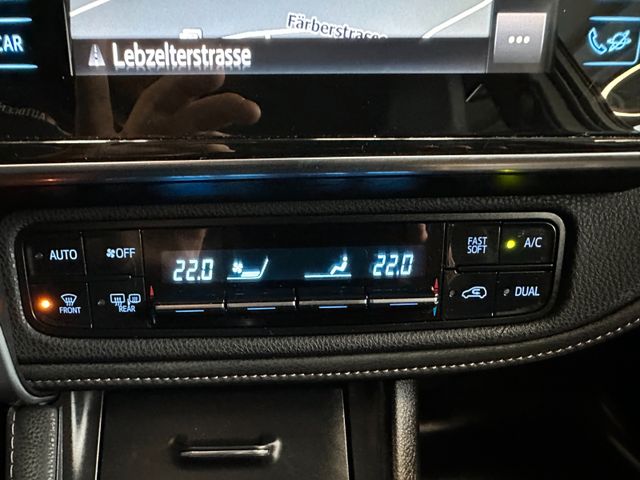 Färberstrasse
CAR
Lebzelterstrasse
AUTO
OFF
22.0
22.0
FAST
SOFT
A/C
FRONT
REAR
DUAL